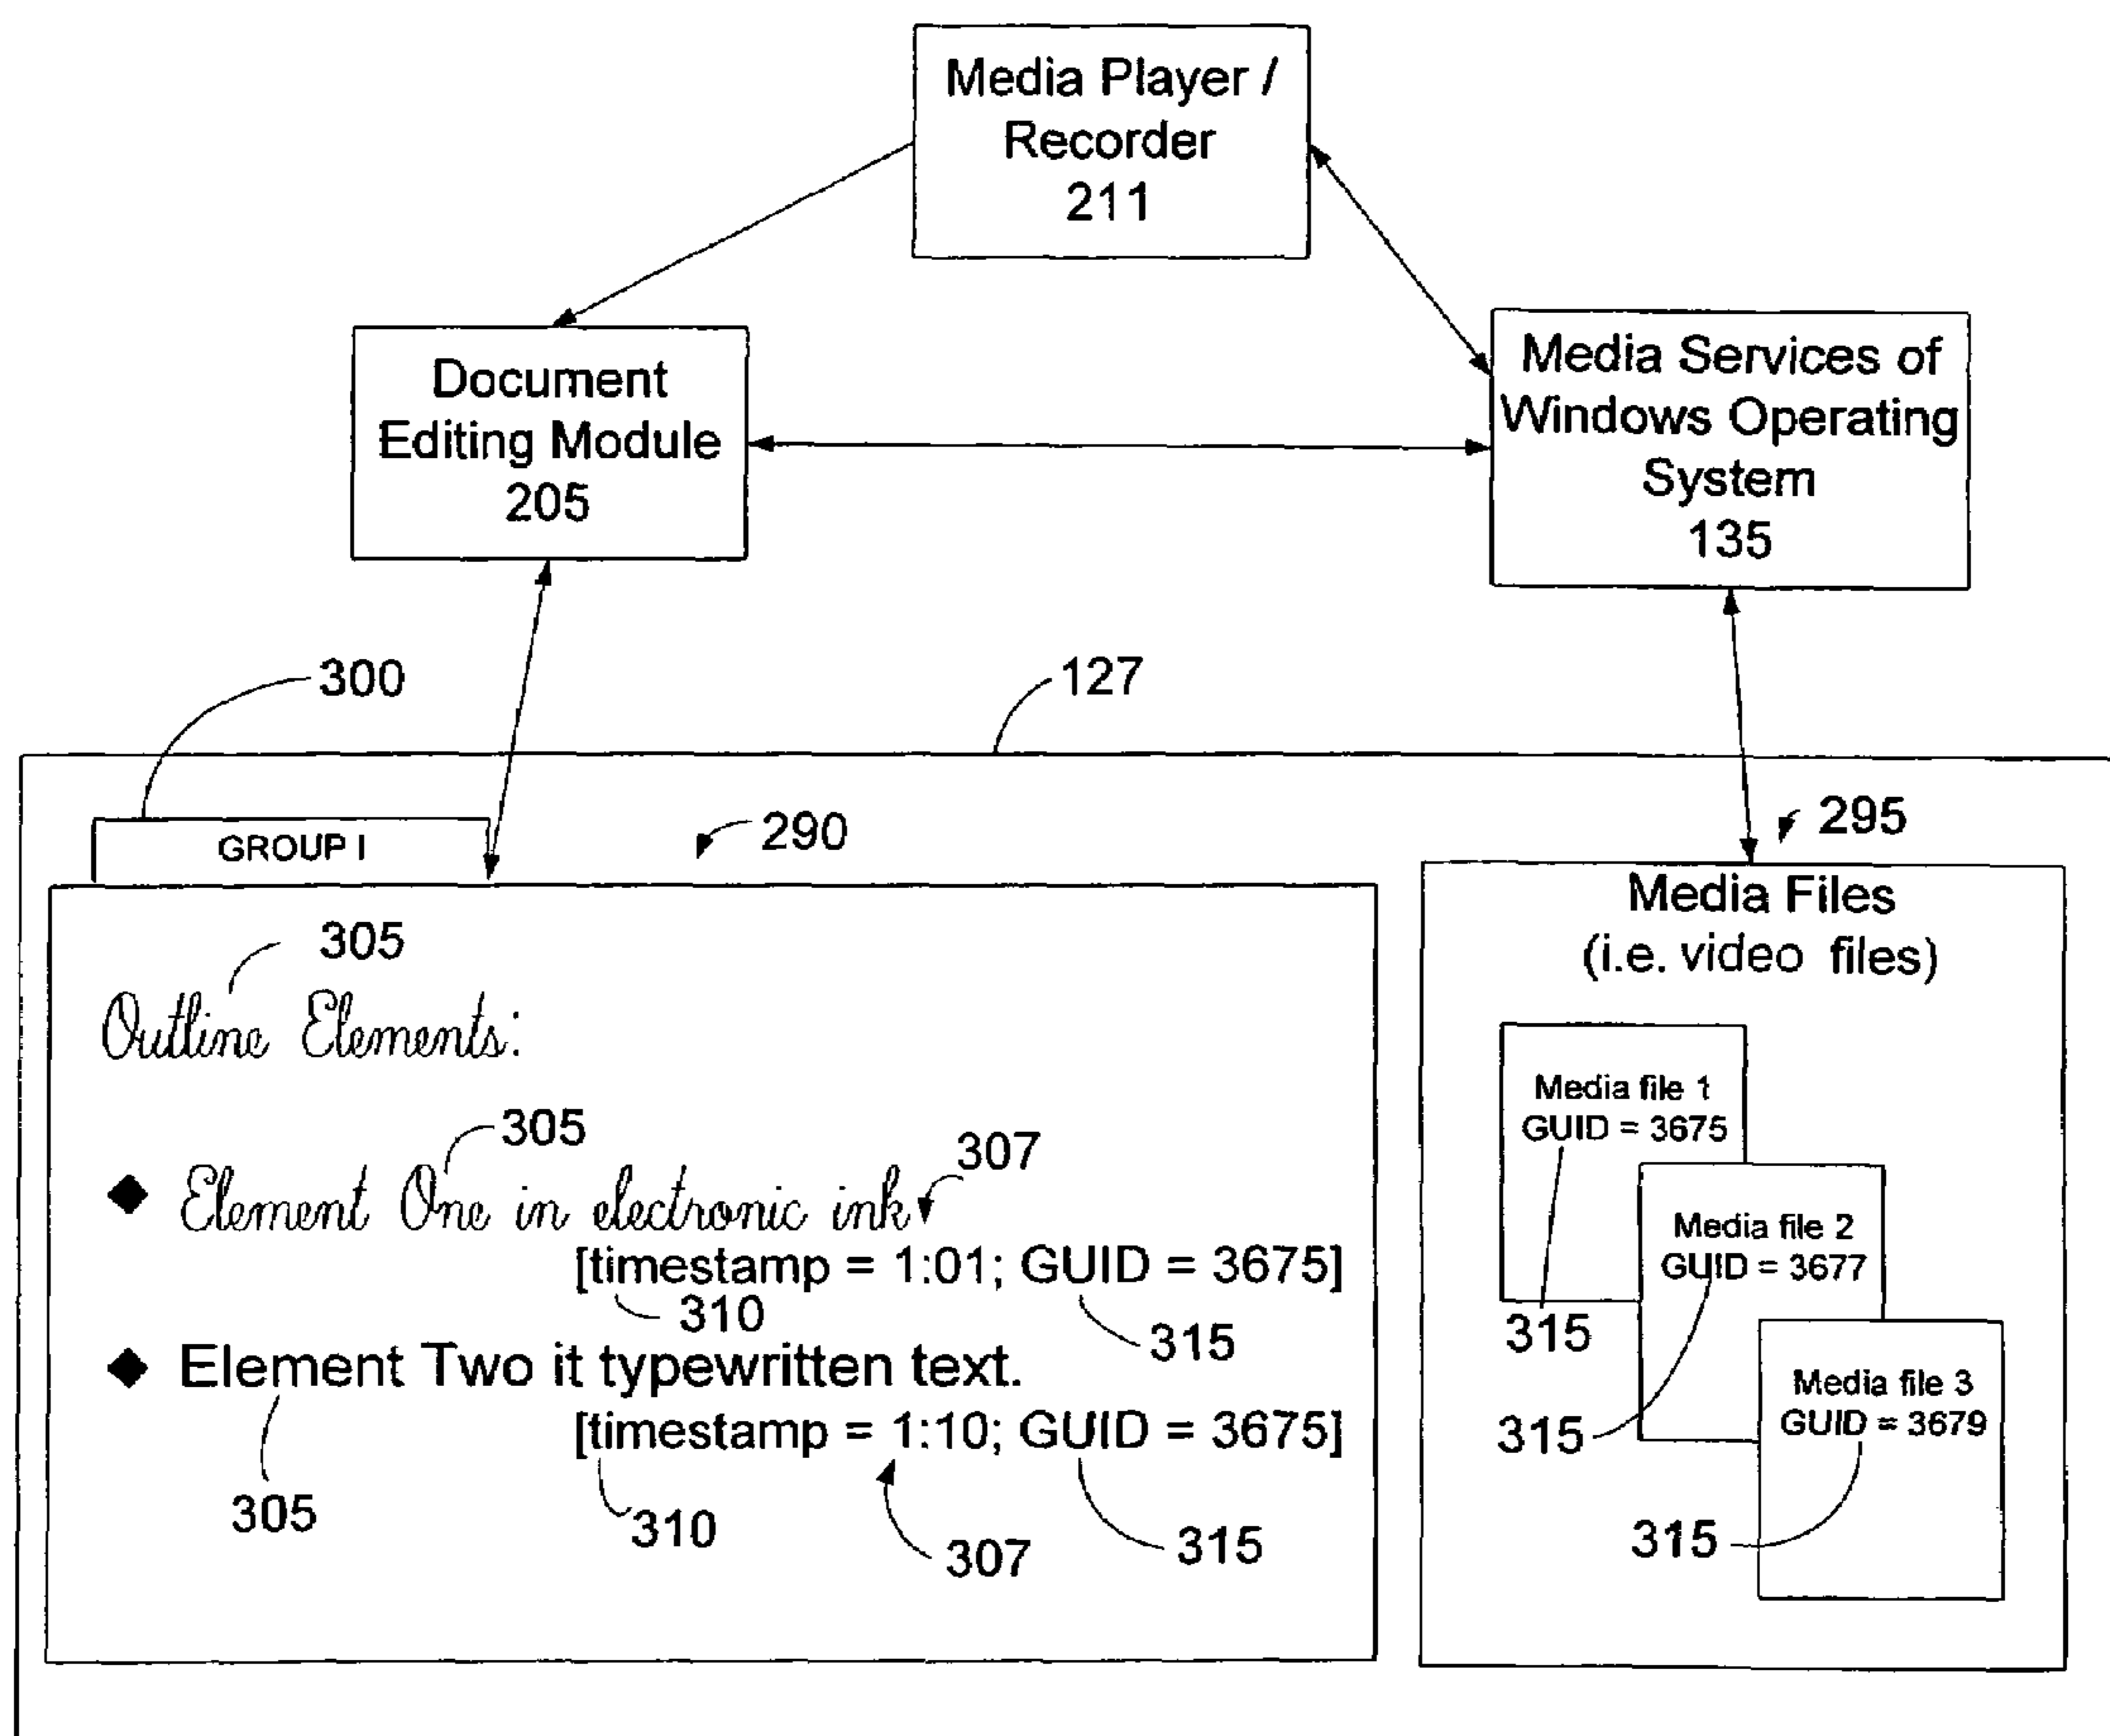 Media Player /
Recorder
211
Document
Editing Module
205
Media Services of
Windows Operating
System
135
300
127
GROUP I
290
295
305
Outline Elements:
305
307
◆ Element One in electronic ink
[timestamp = 1:01; GUID = 3675]
310
315
◆ Element Two it typewritten text.
[timestamp = 1:10; GUID = 3675]
305
310
307
315
Media Files
(i.e. video files)
Media file 1
GUID = 3675
315
Media file 2
GUID = 3677
315
Media file 3
GUID = 3679
315